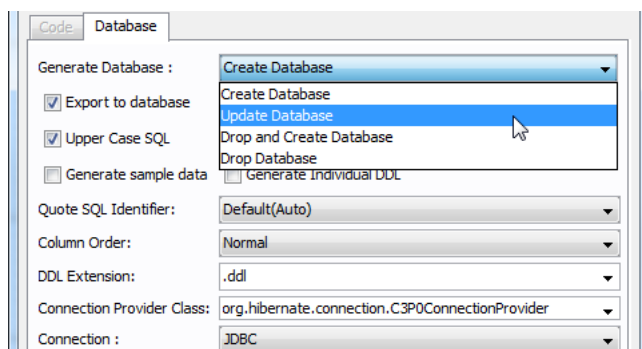 Code Database
Generate Database : Create Database
Create Database
Export to database
Update Database
Upper Case SQL Drop and Create Database
Drop Database
Generate sample data Generate Individual DDL
Quote SQL Identifier: Default(Auto)
Column Order: Normal
DDL Extension: .ddl
Connection Provider Class: org.hibernate.connection.C3P0ConnectionProvider
Connection : JDBC